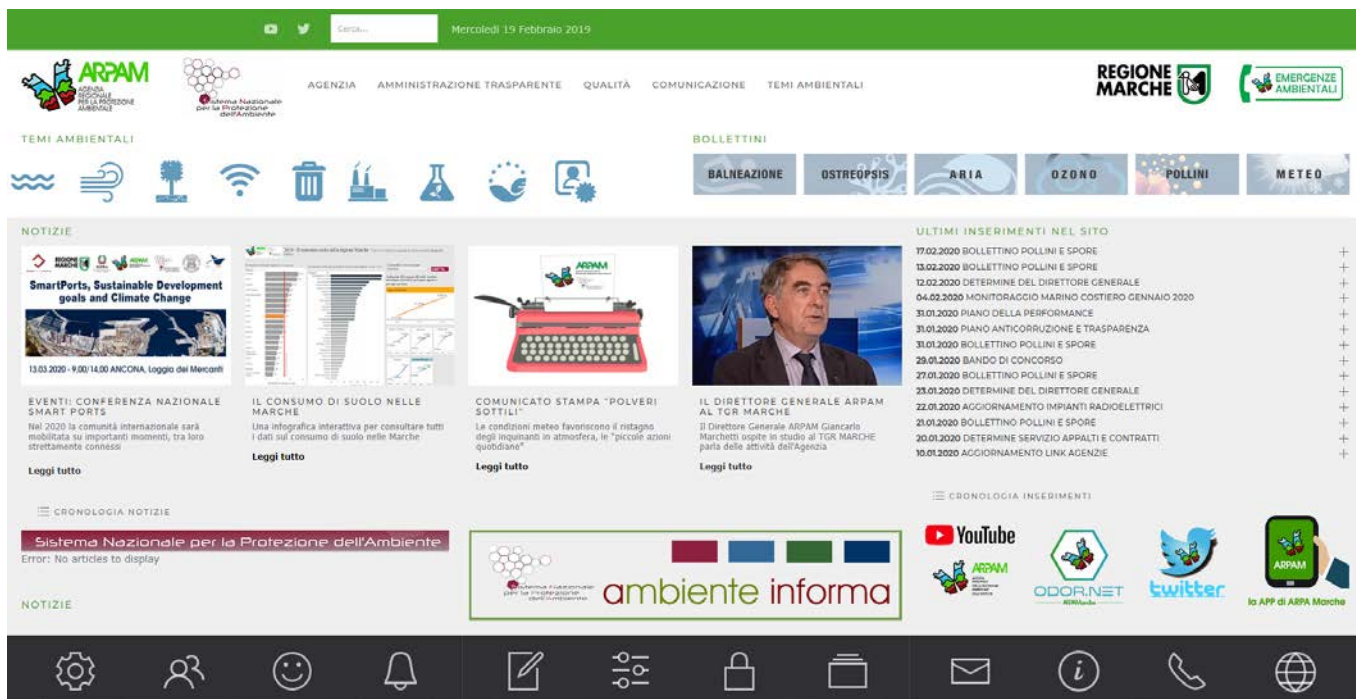 Cerca...
Mercoledì 19 Febbraio 2019
ARPAM
AGENZIA
REGIONALE
PER LA PROTEZIONE
AMBIENTALE
Sistema Nazionale
per la Protezione
dell'Ambiente
AGENZIA AMMINISTRAZIONE TRASPARENTE QUALITÀ COMUNICAZIONE TEMI AMBIENTALI
REGIONE
MARCHE
EMERGENZE
AMBIENTALI
TEMI AMBIENTALI
BOLLETTINI
BALNEAZIONE
OSTREOPSIS
ARIA
OZONO
POLLINI
METEO
NOTIZIE
REGIONE
MARCHE
ARPAM
SmartPorts, Sustainable Development
goals and Climate Change
13.03.2020 - 9,00/14,00 ANCONA, Loggia dei Mercanti
EVENTI: CONFERENZA NAZIONALE
SMART PORTS
Nel 2020 la comunità internazionale sarà
mobilitata su importanti momenti, tra loro
strettamente connessi
Leggi tutto
IL CONSUMO DI SUOLO NELLE
MARCHE
Una infografica interattiva per consultare tutti
i dati sul consumo di suolo nelle Marche
Leggi tutto
ARPAM
COMUNICATO STAMPA "POLVERI
SOTTILI"
Le condizioni meteo favoriscono il ristagno
degli inquinanti in atmosfera, le "piccole azioni
quotidiane"
Leggi tutto
IL DIRETTORE GENERALE ARPAM
AL TGR MARCHE
Il Direttore Generale ARPAM Giancarlo
Marchetti ospite in studio al TGR MARCHE
parla delle attività dell'Agenzia
Leggi tutto
ULTIMI INSERIMENTI NEL SITO
17.02.2020 BOLLETTINO POLLINI E SPORE
13.02.2020 BOLLETTINO POLLINI E SPORE
12.02.2020 DETERMINE DEL DIRETTORE GENERALE
04.02.2020 MONITORAGGIO MARINO COSTIERO GENNAIO 2020
31.01.2020 PIANO DELLA PERFORMANCE
31.01.2020 PIANO ANTICORRUZIONE E TRASPARENZA
31.01.2020 BOLLETTINO POLLINI E SPORE
29.01.2020 BANDO DI CONCORSO
27.01.2020 BOLLETTINO POLLINI E SPORE
23.01.2020 DETERMINE DEL DIRETTORE GENERALE
22.01.2020 AGGIORNAMENTO IMPIANTI RADIOELETTRICI
21.01.2020 BOLLETTINO POLLINI E SPORE
20.01.2020 DETERMINE SERVIZIO APPALTI E CONTRATTI
10.01.2020 AGGIORNAMENTO LINK AGENZIE
CRONOLOGIA NOTIZIE
CRONOLOGIA INSERIMENTI
Sistema Nazionale per la Protezione dell'Ambiente
Error: No articles to display
Sistema Nazionale
per la Protezione
dell'Ambiente
ambiente informa
YouTube
ARPAM
ODOR.NET
twitter
ARPAM
la APP di ARPA Marche
NOTIZIE